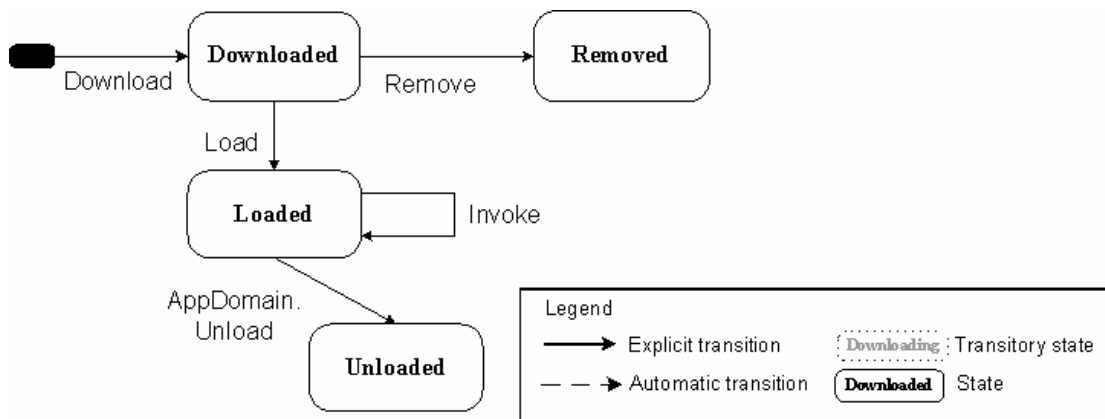 Downloaded
Removed
Download
Remove
Load
Loaded
Invoke
AppDomain.
Unload
Unloaded
Legend
Explicit transition
Downloading
Transitory state
Automatic transition
Downloaded
State